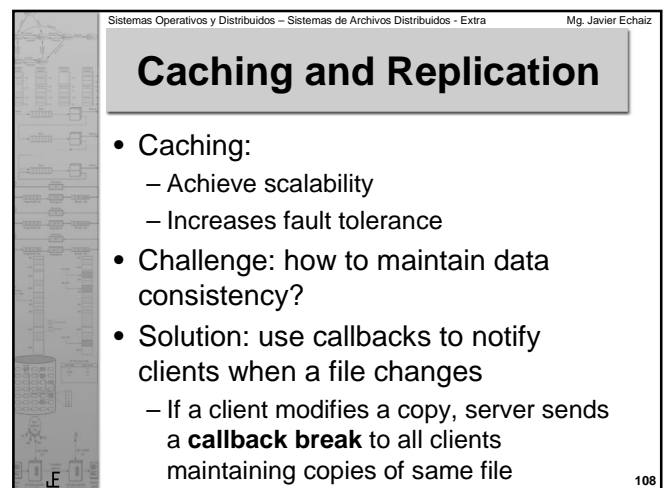 Sistemas Operativos y Distribuidos – Sistemas de Archivos Distribuidos - Extra Mg. Javier Echaiz
Caching and Replication
• Caching:
– Achieve scalability
– Increases fault tolerance
• Challenge: how to maintain data
consistency?
• Solution: use callbacks to notify
clients when a file changes
– If a client modifies a copy, server sends
a callback break to all clients
maintaining copies of same file
JE
108